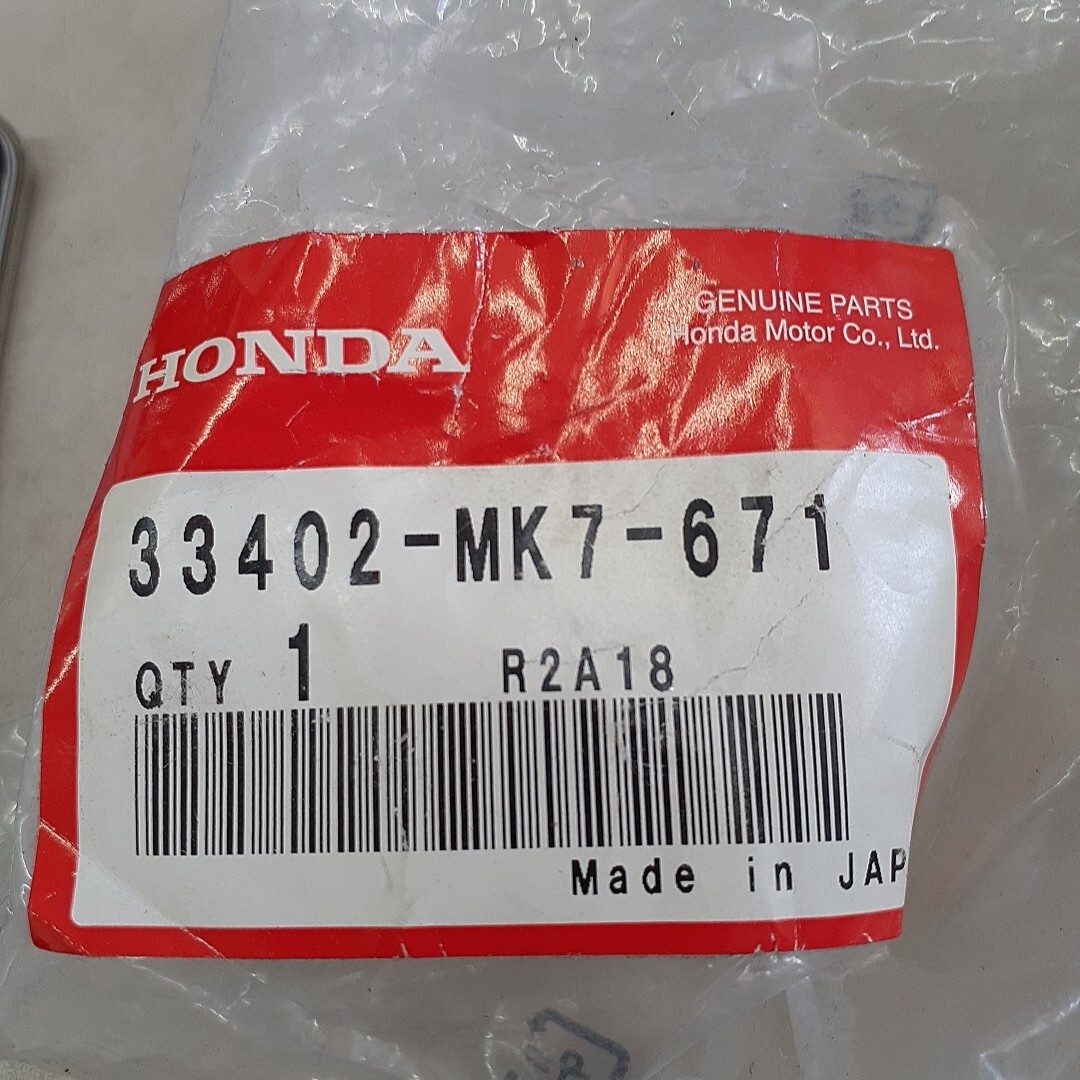 GENUINE PARTS
HONDA
Honda Motor Co., Ltd.
33402-MK7-671
QTY 1 R2A18
Made in JAP